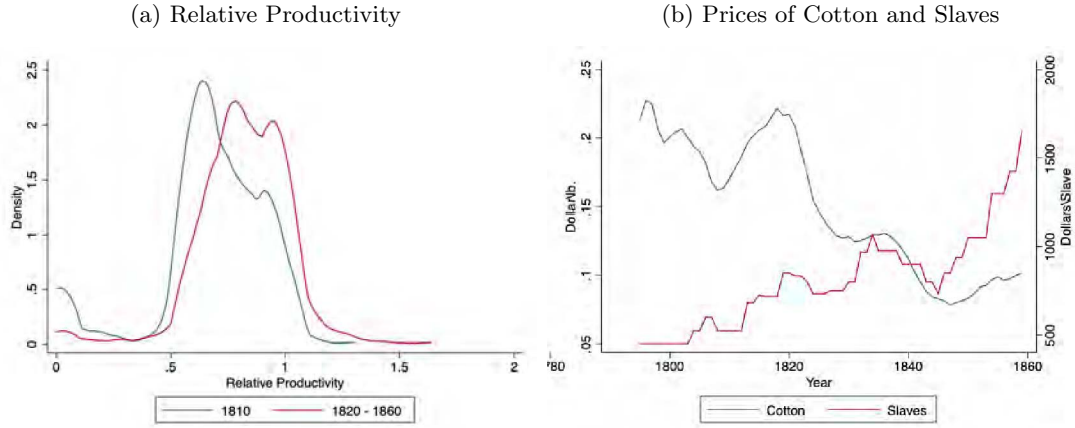 (a) Relative Productivity
(b) Prices of Cotton and Slaves
2.5
2
1.5
1
.5
0
Density
0
.5
1
1.5
2
Relative Productivity
1810
1820 - 1860
.25
.2
.15
.1
.05
Dollar\lb.
2000
1500
1000
500
Dollars\Slave
780
1800
1820
1840
1860
Year
Cotton
Slaves